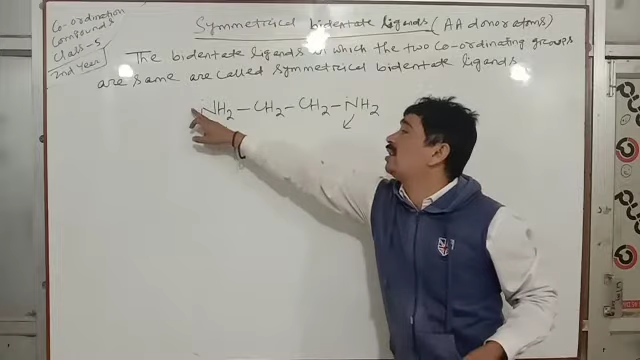 Co-ordination
Compounds
Class-5
2nd Year
Symmetrical bidentate ligands (AA donor atoms)
The bidentate ligands in which the two Co-ordinating groups
are same are called symmetrical bidentate ligands
NH2-CH2-CH2-NH2